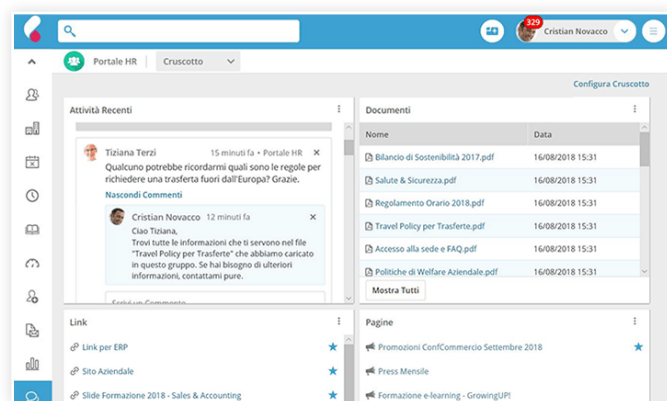 329
Cristian Novacco
Portale HR
Cruscotto
Configura Cruscotto
Attività Recenti
Tiziana Terzi
15 minuti fa • Portale HR
Qualcuno potrebbe ricordarmi quali sono le regole per
richiedere una trasferta fuori dall'Europa? Grazie.
Nascondi Commenti
Cristian Novacco 12 minuti fa
Ciao Tiziana,
Trovi tutte le informazioni che ti servono nel file
"Travel Policy per Trasferte" che abbiamo caricato
in questo gruppo. Se hai bisogno di ulteriori
informazioni, contattami pure.
Scrivi un Commento
Documenti
Nome Data
Bilancio di Sostenibilità 2017.pdf 16/08/2018 15:31
Salute & Sicurezza.pdf 16/08/2018 15:31
Regolamento Orario 2018.pdf 16/08/2018 15:31
Travel Policy per Trasferte.pdf 16/08/2018 15:31
Accesso alla sede e FAQ.pdf 16/08/2018 15:31
Politiche di Welfare Aziendale.pdf 16/08/2018 15:31
Mostra Tutti
Link
Link per ERP
Sito Aziendale
Slide Formazione 2018 - Sales & Accounting
Pagine
Promozioni ConfCommercio Settembre 2018
Press Mensile
Formazione e-learning - GrowingUP!